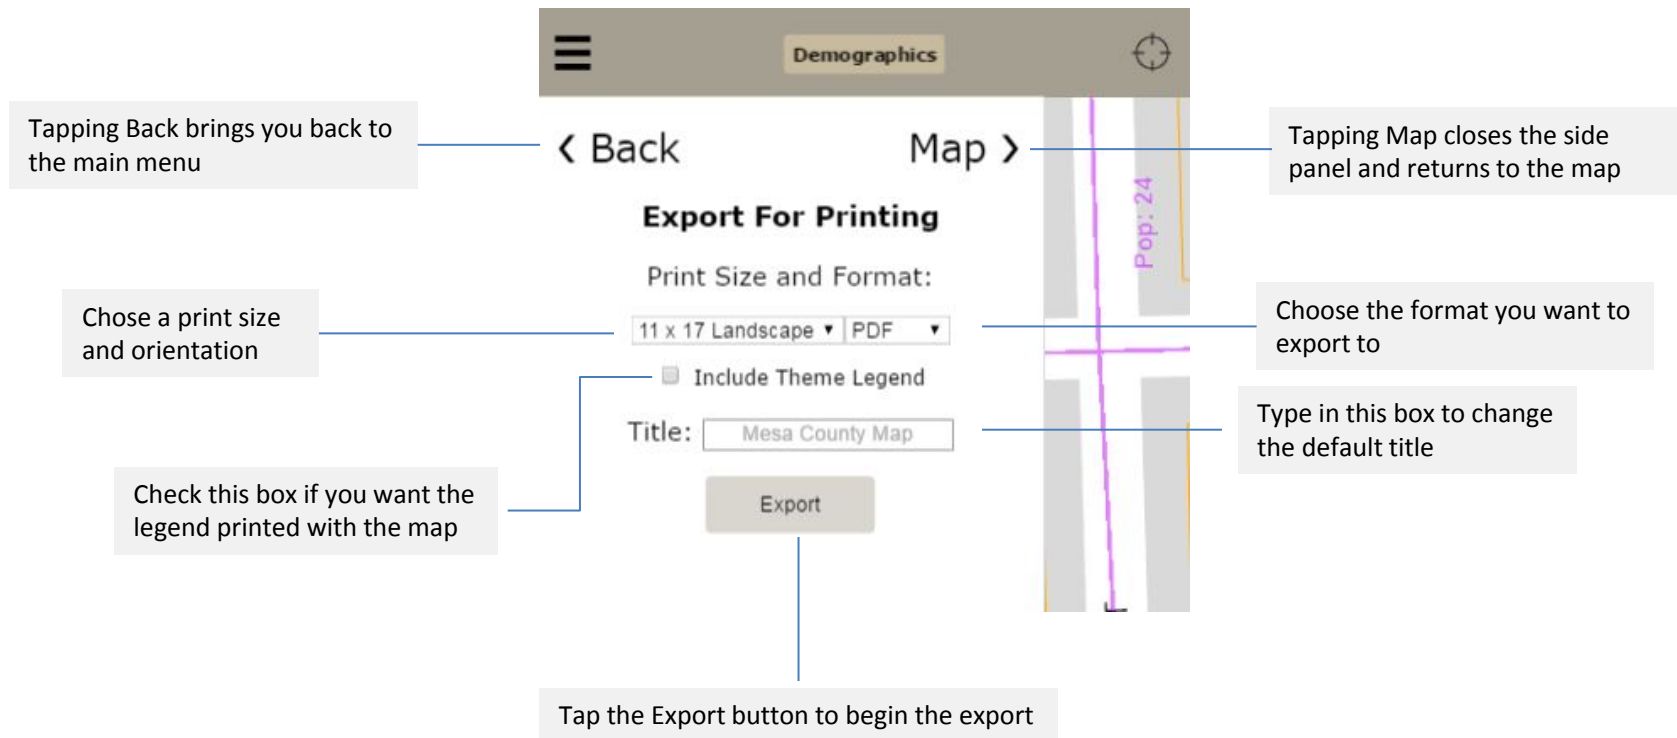 Demographics
Tapping Back brings you back to
the main menu
❮ Back
Map ❯
Tapping Map closes the side
panel and returns to the map
Pop: 24
Export For Printing
Print Size and Format:
Chose a print size
and orientation
11 x 17 Landscape ▼ PDF ▼
Choose the format you want to
export to
Include Theme Legend
Title: Mesa County Map
Type in this box to change
the default title
Check this box if you want the
legend printed with the map
Export
Tap the Export button to begin the export